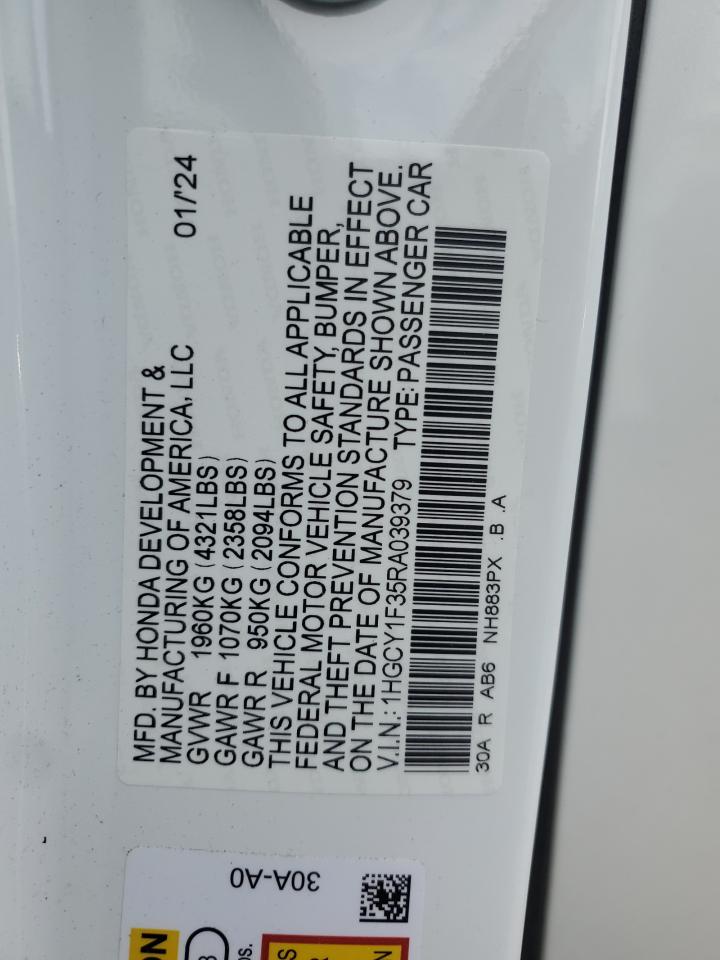 MFD. BY HONDA DEVELOPMENT &
MANUFACTURING OF AMERICA, LLC 01/'24
GVWR 1960KG (4321LBS)
GAWR F 1070KG (2358LBS)
GAWR R 950KG (2094LBS)
THIS VEHICLE CONFORMS TO ALL APPLICABLE
FEDERAL MOTOR VEHICLE SAFETY, BUMPER,
AND THEFT PREVENTION STANDARDS IN EFFECT
ON THE DATE OF MANUFACTURE SHOWN ABOVE.
V.I.N.: 1HGCY1F35RA039379 TYPE: PASSENGER CAR
30A R AB6 NH883PX .B .A
30A-A0